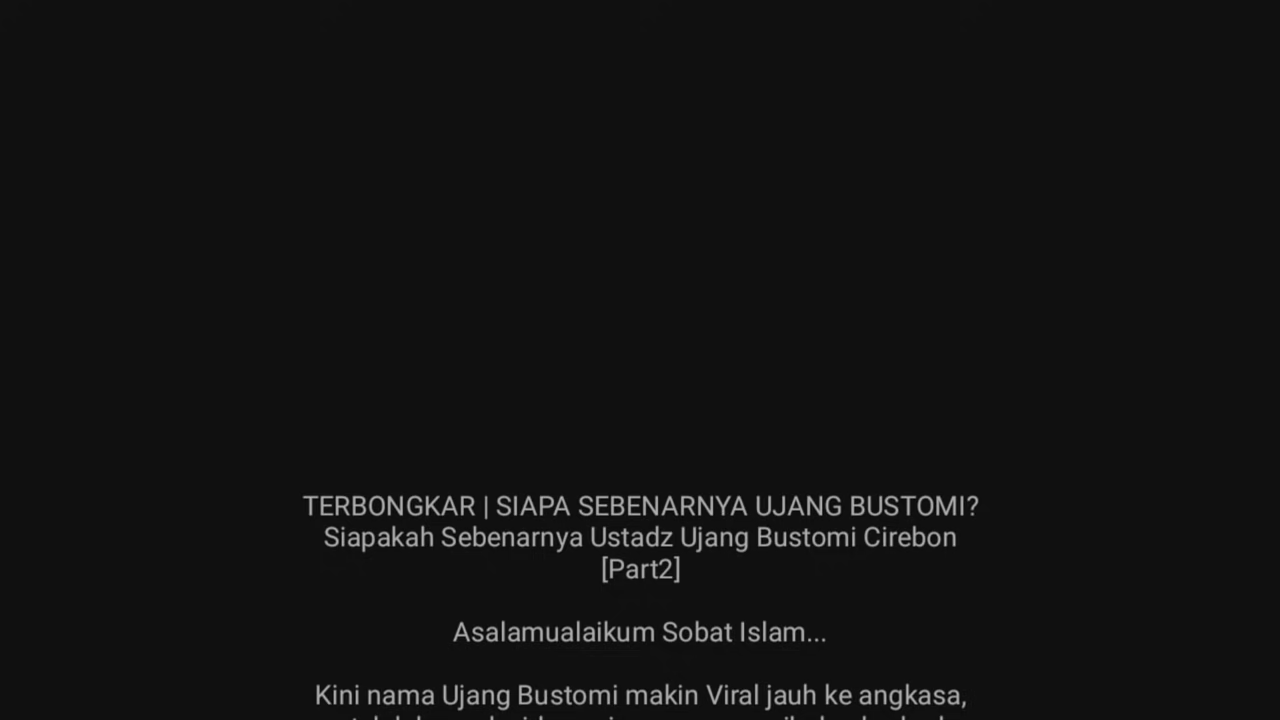 TERBONGKAR | SIAPA SEBENARNYA UJANG BUSTOMI?
Siapakah Sebenarnya Ustadz Ujang Bustomi Cirebon
[Part2]
Asalamualaikum Sobat Islam...
Kini nama Ujang Bustomi makin Viral jauh ke angkasa,